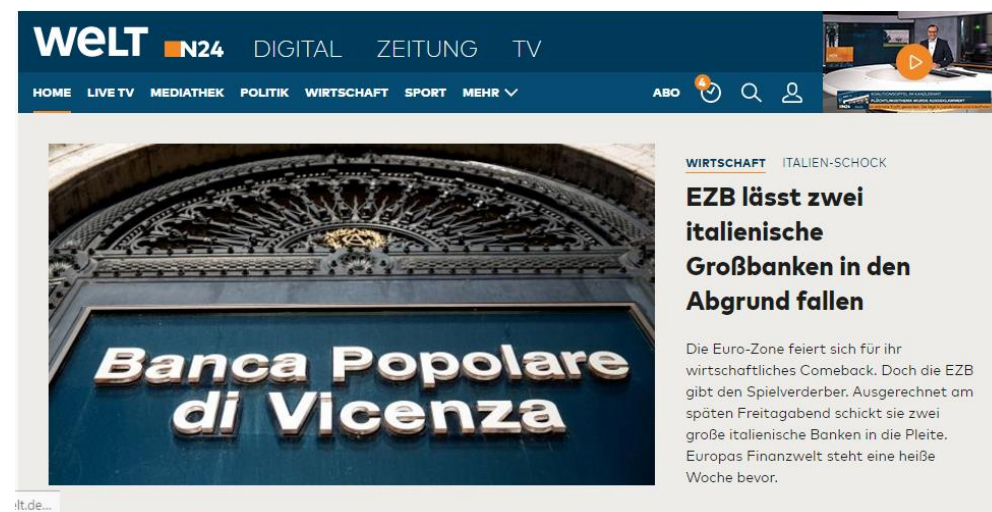 WELT N24 DIGITAL ZEITUNG TV
HOME LIVE TV MEDIATHEK POLITIK WIRTSCHAFT SPORT MEHR ABO 4
WIRTSCHAFT ITALIEN-SCHOCK
EZB lässt zwei
italienische
Großbanken in den
Abgrund fallen
Banca Popolare
di Vicenza
Die Euro-Zone feiert sich für ihr
wirtschaftliches Comeback. Doch die EZB
gibt den Spielverderber. Ausgerechnet am
späten Freitagabend schickt sie zwei
große italienische Banken in die Pleite.
Europas Finanzwelt steht eine heiße
Woche bevor.
elt.de...